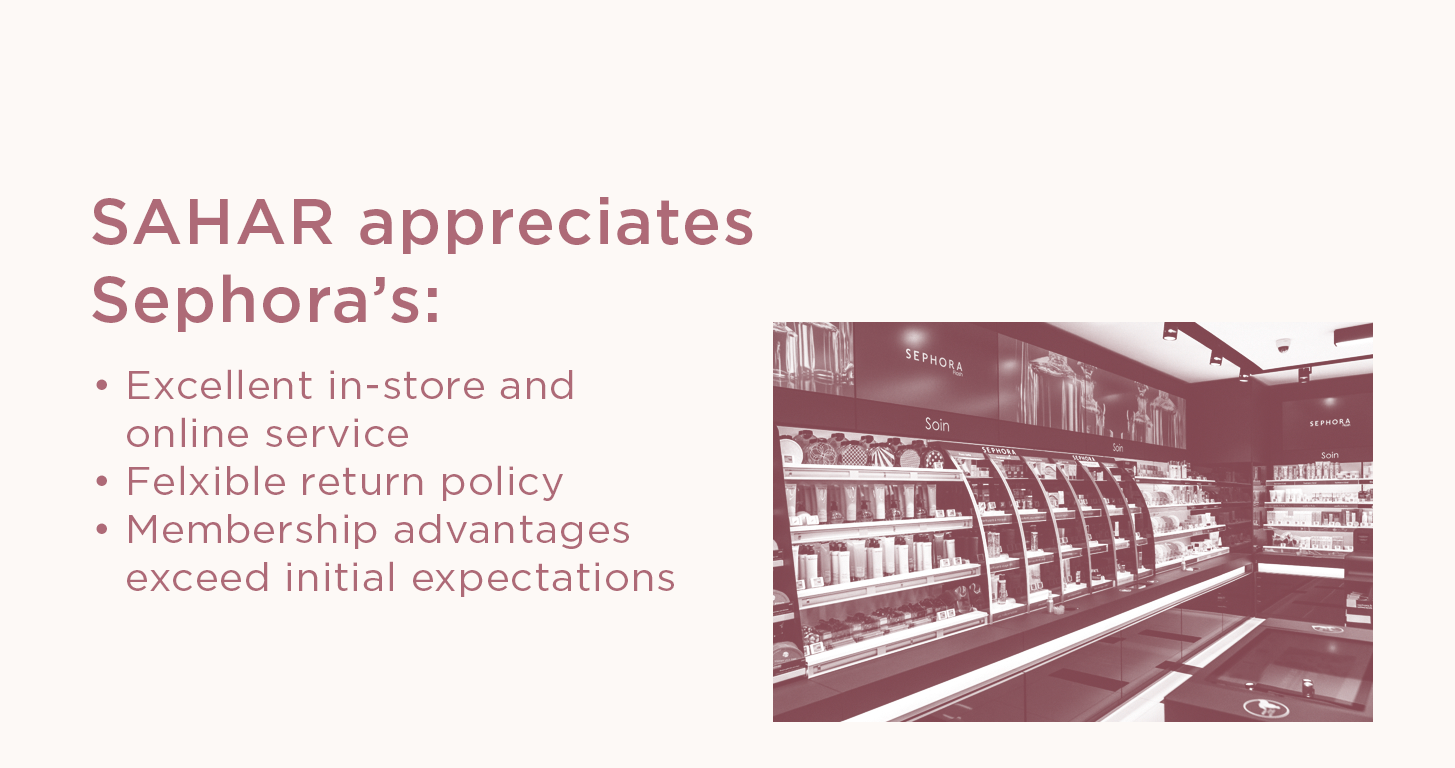 SAHAR appreciates
Sephora’s:
• Excellent in-store and
online service
• Felxible return policy
• Membership advantages
exceed initial expectations
SEPHORA
SEPHORA
Soin
Soin
Soin
SEPHORA
SEPHORA